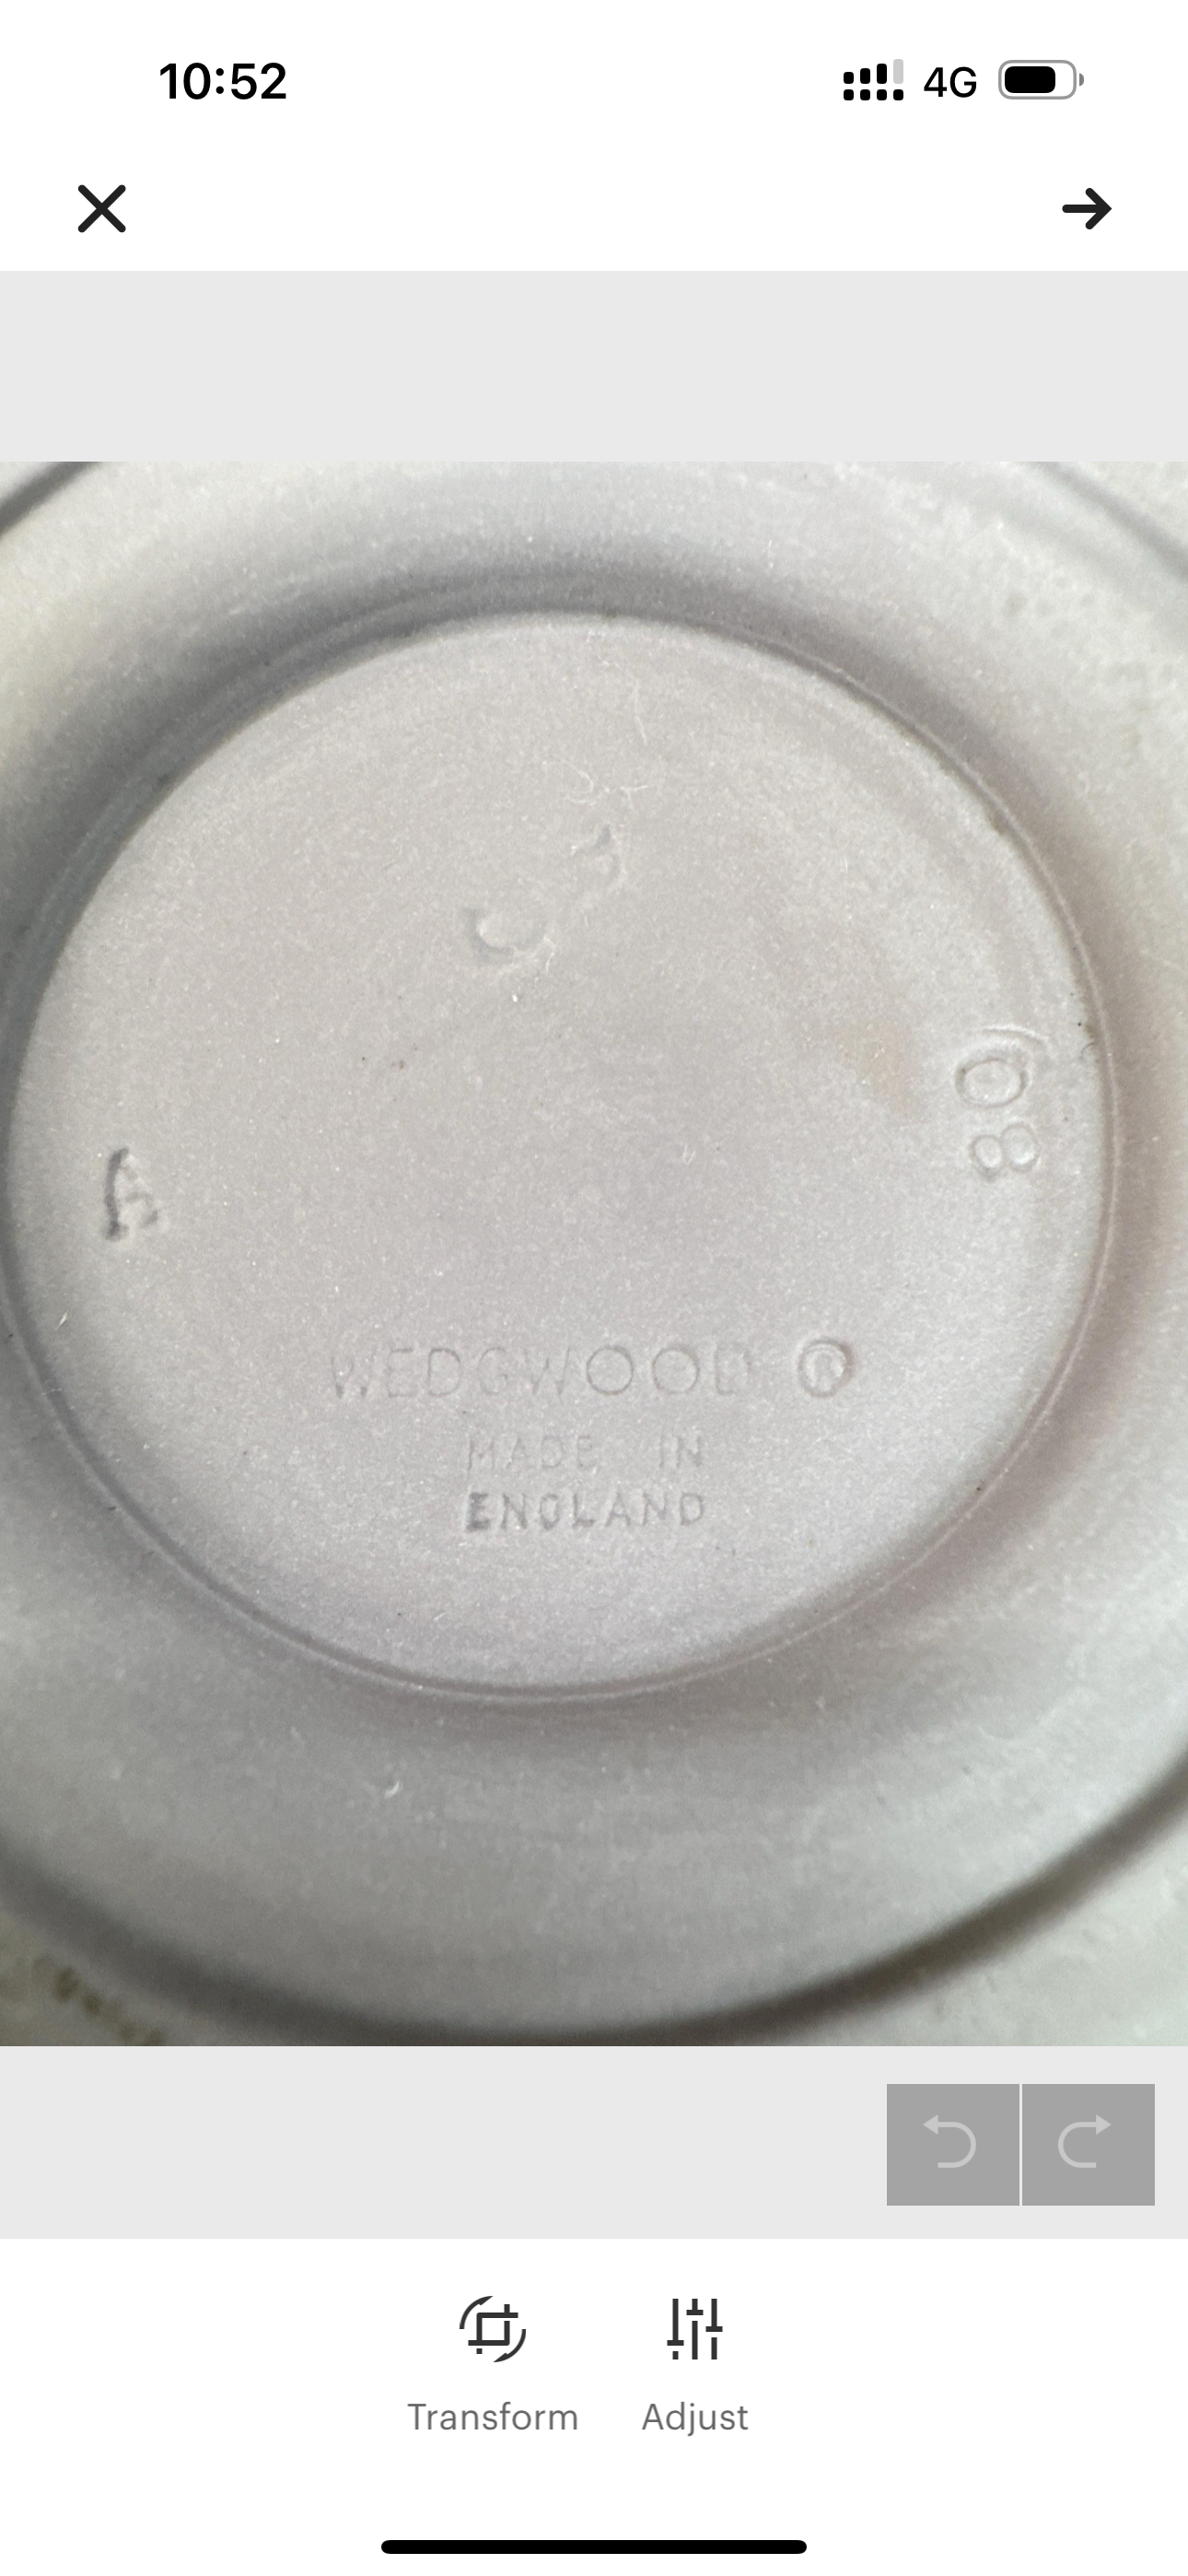 10:52
4G
80
A
WEDGWOOD ®
MADE IN
ENGLAND
Transform
Adjust